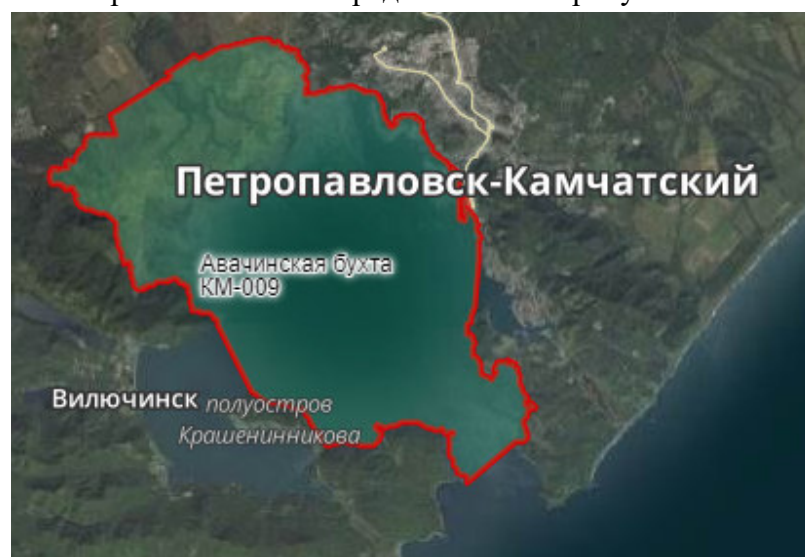 Петропавловск-Камчатский
Авачинская бухта
КМ-009
Вилючинск полуостров
Крашенинникова